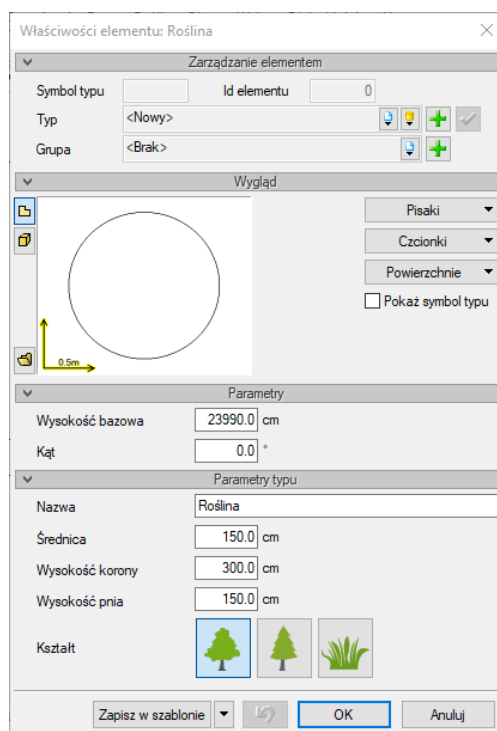 Właściwości elementu: Roślina
Zarządzanie elementem
Symbol typu Id elementu 0
Typ <Nowy>
Grupa <Brak>
Wygląd
Pisaki
Czcionki
Powierzchnie
Pokaż symbol typu
0.5m
Parametry
Wysokość bazowa 23990.0 cm
Kąt 0.0 °
Parametry typu
Nazwa Roślina
Średnica 150.0 cm
Wysokość korony 300.0 cm
Wysokość pnia 150.0 cm
Kształt
Zapisz w szablonie OK Anuluj